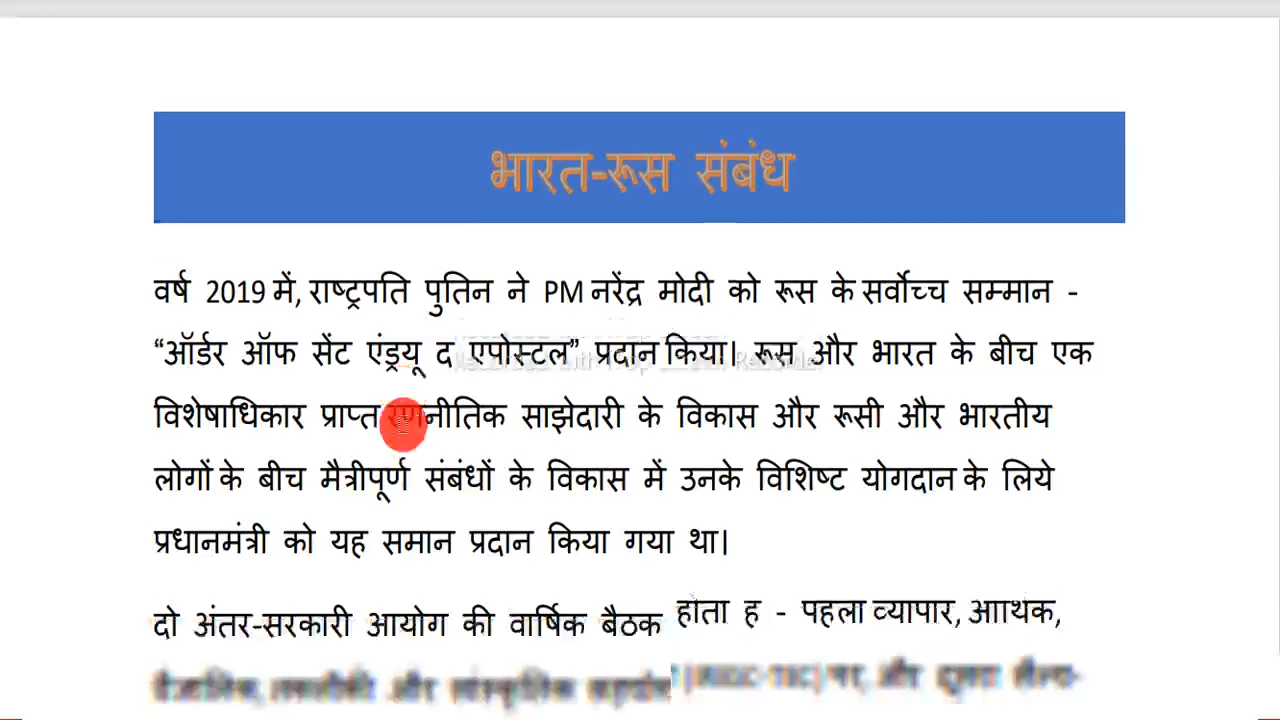 भारत-रूस संबंध
वर्ष 2019 में, राष्ट्रपति पुतिन ने PM नरेंद्र मोदी को रूस के सर्वोच्च सम्मान -
“ऑर्डर ऑफ सेंट एंड्रयू द एपोस्टल” प्रदान किया। रूस और भारत के बीच एक
विशेषाधिकार प्राप्त रणनीतिक साझेदारी के विकास और रूसी और भारतीय
लोगों के बीच मैत्रीपूर्ण संबंधों के विकास में उनके विशिष्ट योगदान के लिये
प्रधानमंत्री को यह समान प्रदान किया गया था।
दो अंतर-सरकारी आयोग की वार्षिक बैठक होता ह - पहला व्यापार, आार्थिक,